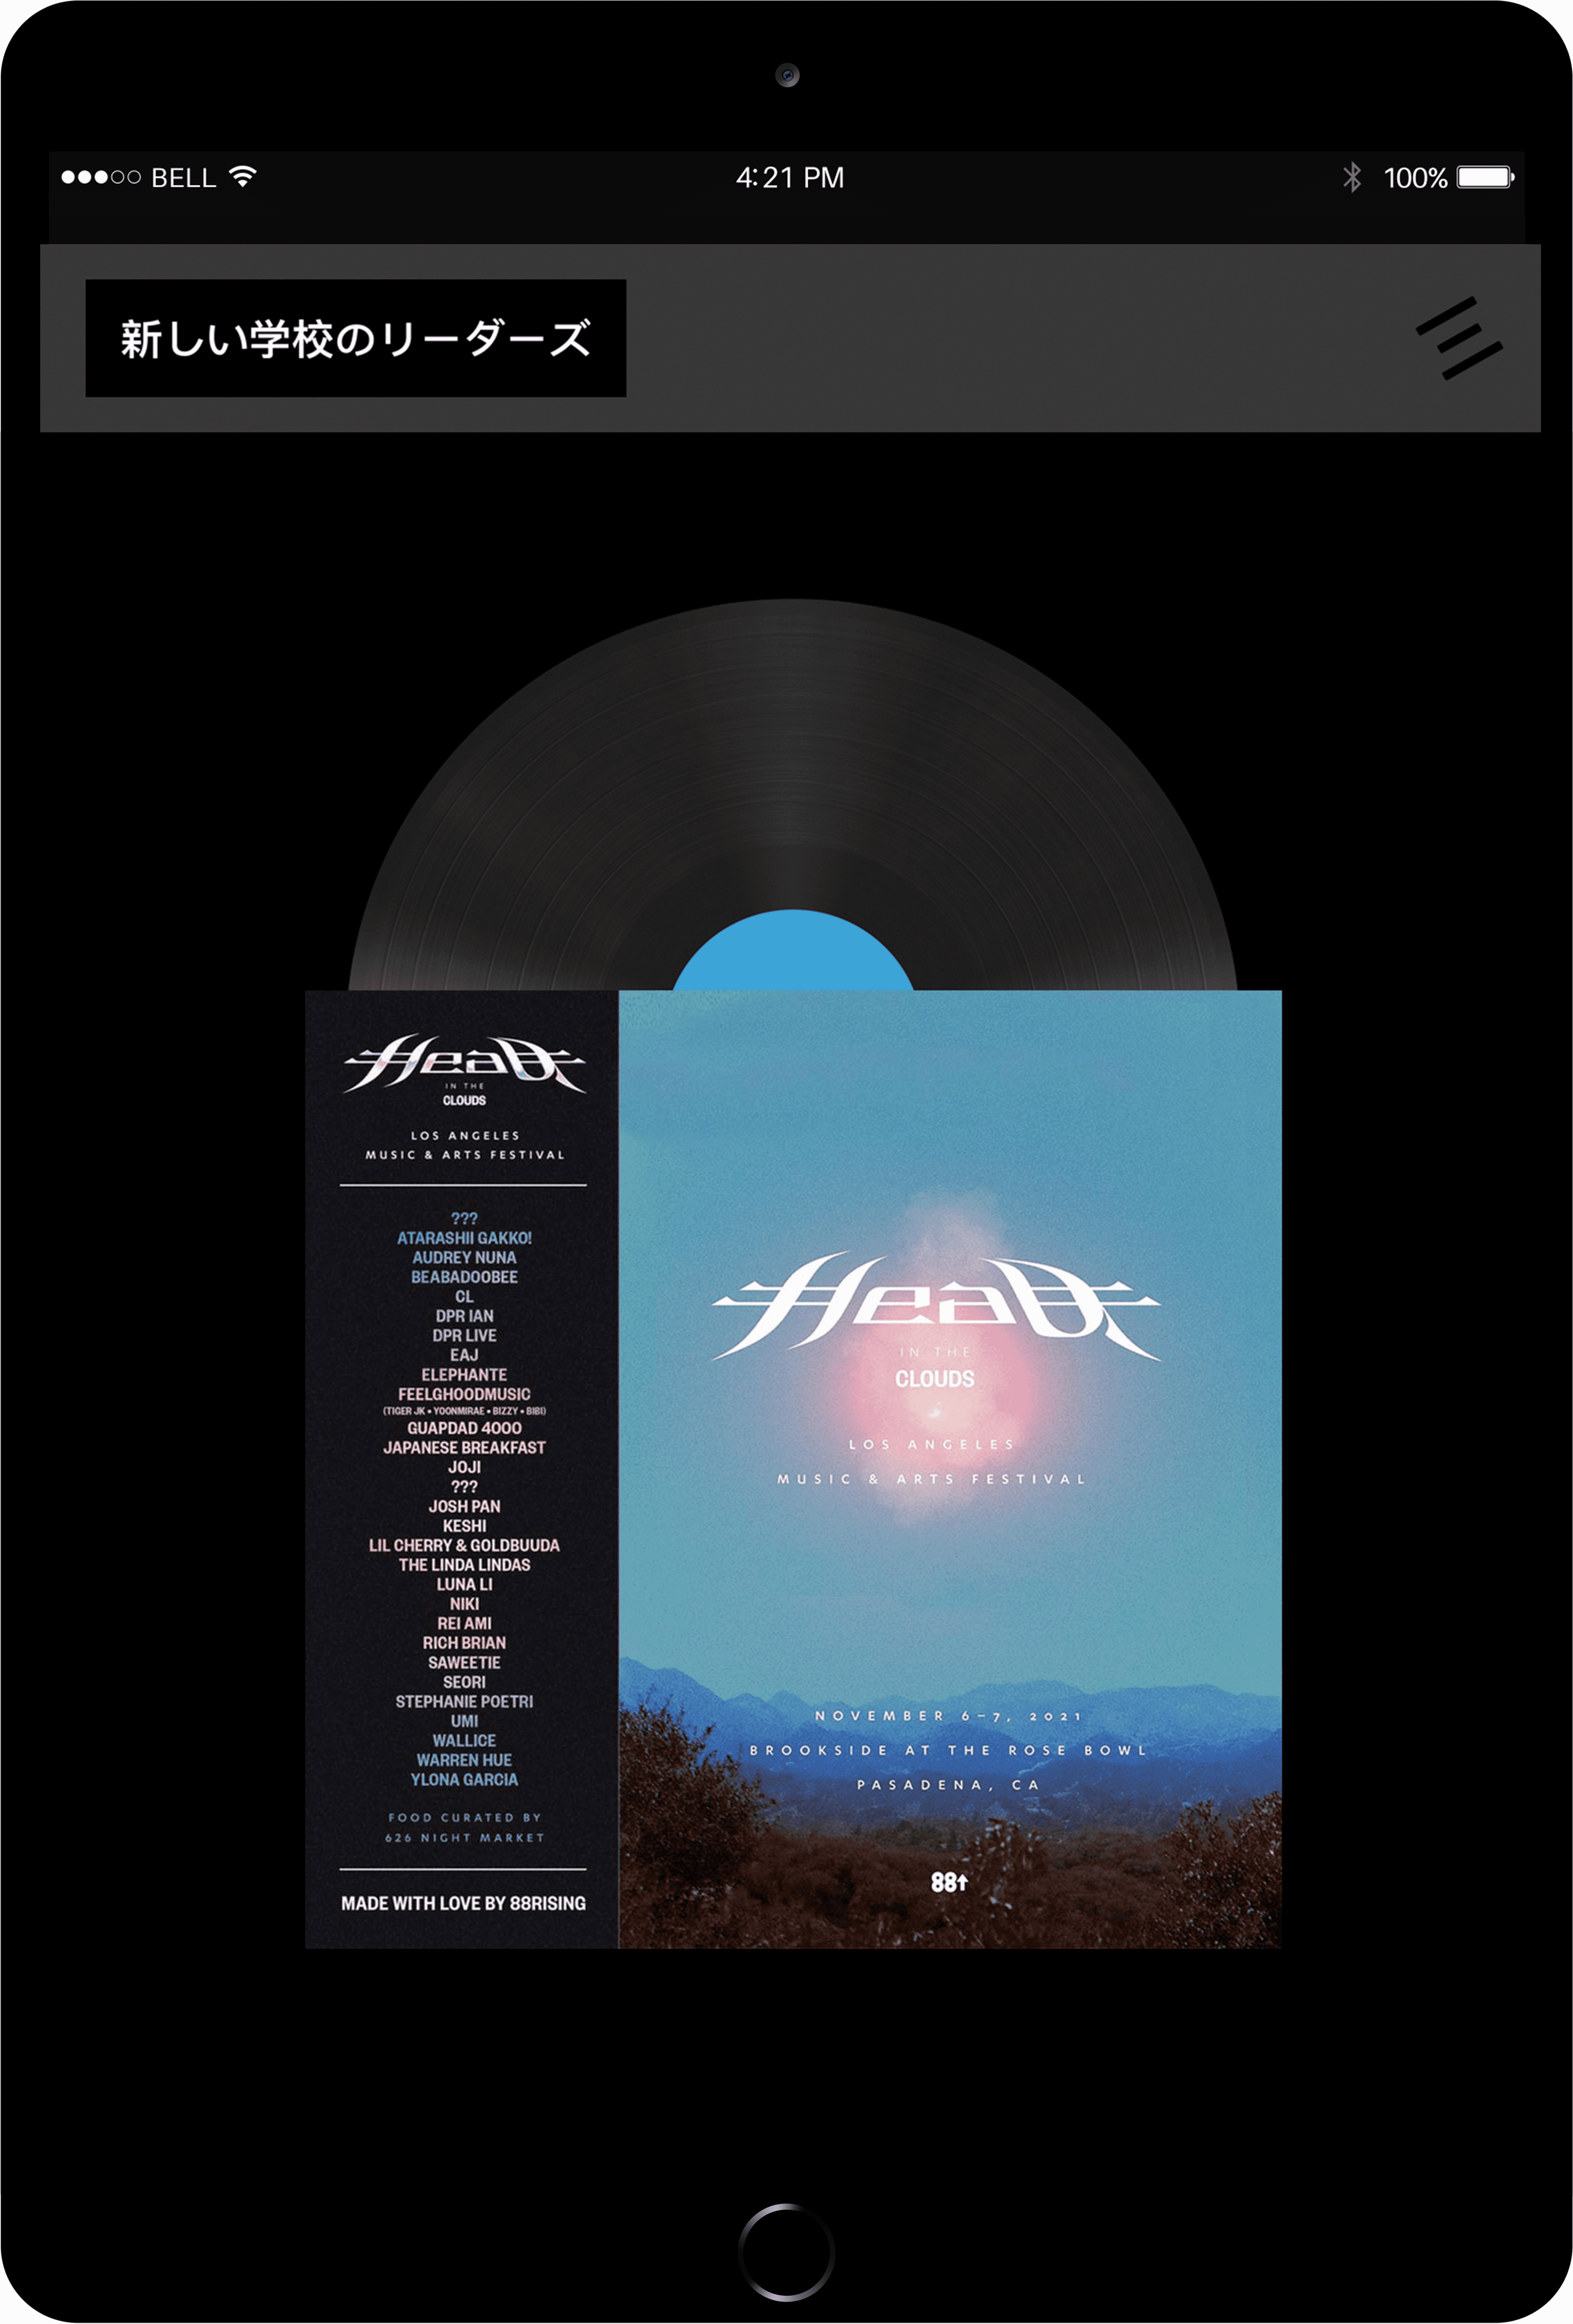 BELL 4:21 PM 100%
新しい学校のリーダーズ
Head
IN THE
CLOUDS
LOS ANGELES
MUSIC & ARTS FESTIVAL
???
ATARASHII GAKKO!
AUDREY NUNA
BEABADOOBEE
CL
DPR IAN
DPR LIVE
EAJ
ELEPHANTE
FEELGHOODMUSIC
(TIGER JK • YOONMIRAE • BIZZY • BIBI)
GUAPDAD 4000
JAPANESE BREAKFAST
JOJI
???
JOSH PAN
KESHI
LIL CHERRY & GOLDBUUDA
THE LINDA LINDAS
LUNA LI
NIKI
REI AMI
RICH BRIAN
SAWEETIE
SEORI
STEPHANIE POETRI
UMI
WALLICE
WARREN HUE
YLONA GARCIA
FOOD CURATED BY
626 NIGHT MARKET
MADE WITH LOVE BY 88RISING
Head
IN THE
CLOUDS
LOS ANGELES
MUSIC & ARTS FESTIVAL
NOVEMBER 6–7, 2021
BROOKSIDE AT THE ROSE BOWL
PASADENA, CA
88↑